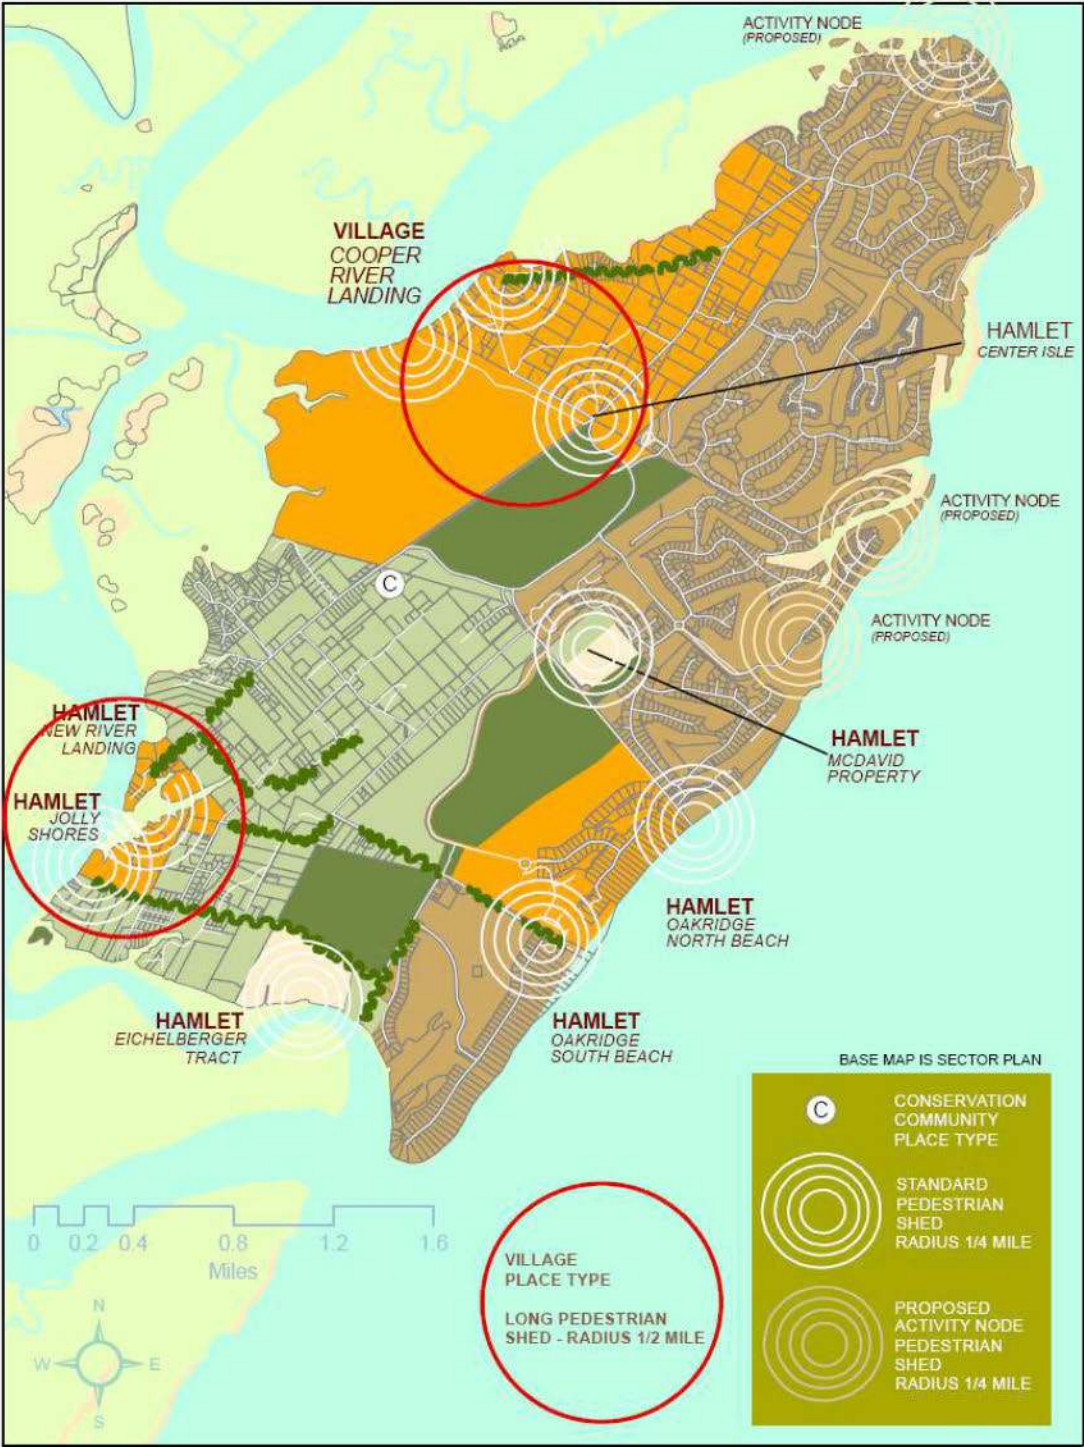 ACTIVITY NODE
(PROPOSED)
VILLAGE
COOPER
RIVER
LANDING
HAMLET
CENTER ISLE
ACTIVITY NODE
(PROPOSED)
C
ACTIVITY NODE
(PROPOSED)
HAMLET
NEW RIVER
LANDING
HAMLET
MCDAVID
PROPERTY
HAMLET
JOLLY
SHORES
HAMLET
OAKRIDGE
NORTH BEACH
HAMLET
EICHELBERGER
TRACT
HAMLET
OAKRIDGE
SOUTH BEACH
BASE MAP IS SECTOR PLAN
C
CONSERVATION
COMMUNITY
PLACE TYPE
STANDARD
PEDESTRIAN
SHED
RADIUS 1/4 MILE
PROPOSED
ACTIVITY NODE
PEDESTRIAN
SHED
RADIUS 1/4 MILE
0 0.2 0.4 0.8 1.2 1.6
Miles
VILLAGE
PLACE TYPE
LONG PEDESTRIAN
SHED - RADIUS 1/2 MILE
N
W E
S